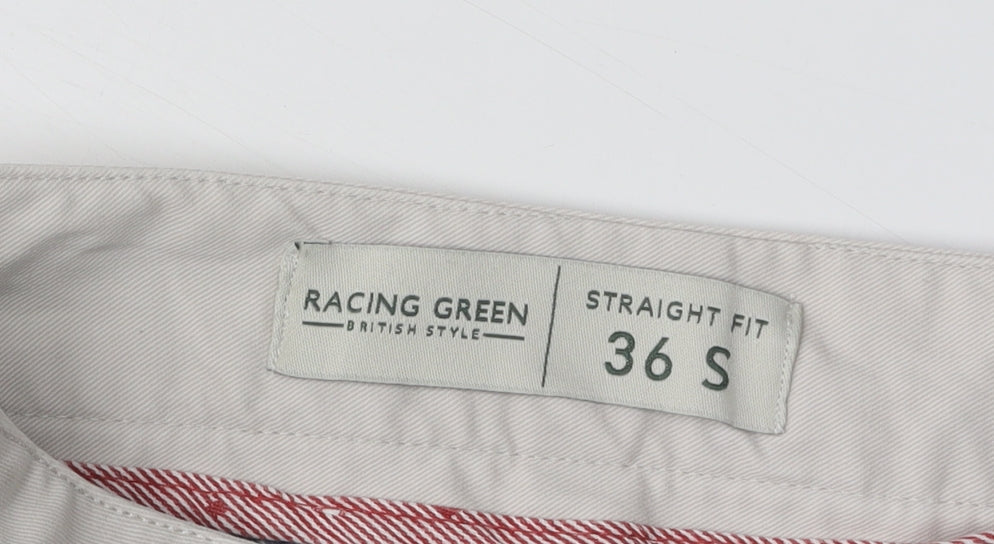 RACING GREEN
BRITISH STYLE
STRAIGHT FIT
36 S